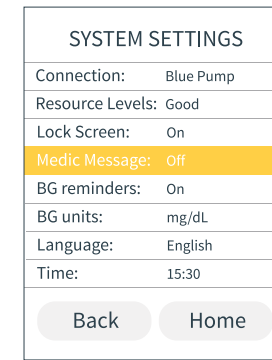 SYSTEM SETTINGS
Connection: Blue Pump
Resource Levels: Good
Lock Screen: On
Medic Message: Off
BG reminders: On
BG units: mg/dL
Language: English
Time: 15:30
Back Home